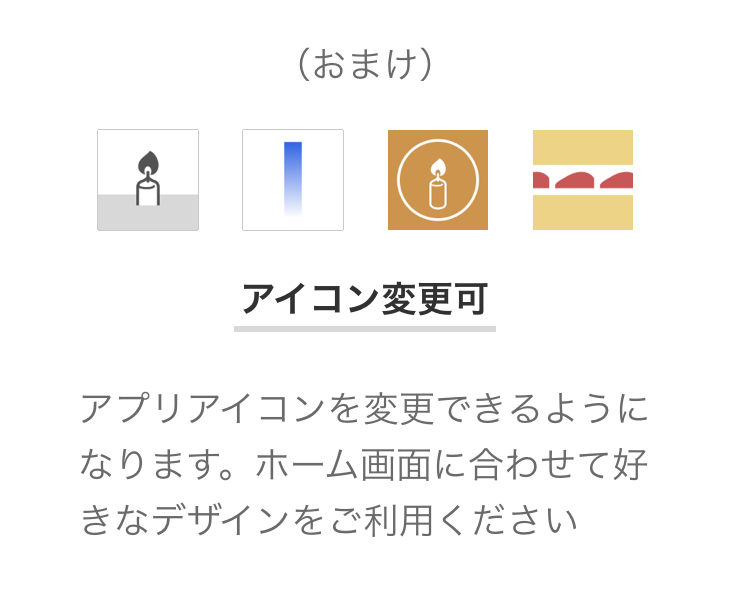 （おまけ）
アイコン変更可
アプリアイコンを変更できるように
なります。ホーム画面に合わせて好
きなデザインをご利用ください